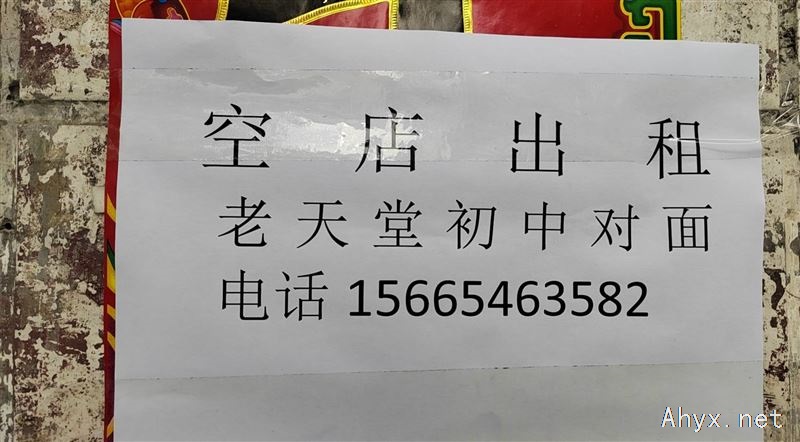 空店出租
老天堂初中对面
电话 15665463582
Ahyx.net